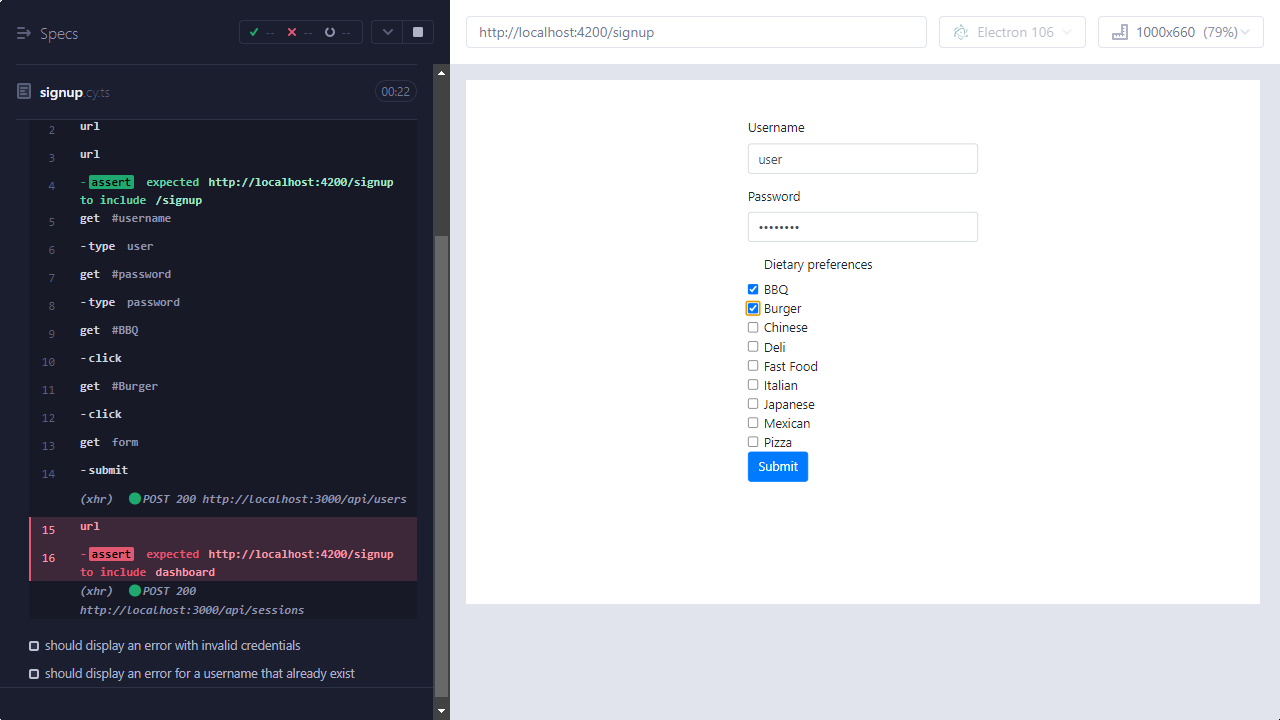 Specs
--
--
--
http://localhost:4200/signup
Electron 106
1000x660 (79%)
signup.cy.ts
00:22
2 url
3 url
4 -assert expected http://localhost:4200/signup
to include /signup
5 get #username
6 -type user
7 get #password
8 -type password
9 get #BBQ
10 -click
11 get #Burger
12 -click
13 get form
14 -submit
(xhr) POST 200 http://localhost:3000/api/users
15 url
16 -assert expected http://localhost:4200/signup
to include dashboard
(xhr) POST 200
http://localhost:3000/api/sessions
should display an error with invalid credentials
should display an error for a username that already exist
Username
user
Password
••••••••
Dietary preferences
BBQ
Burger
Chinese
Deli
Fast Food
Italian
Japanese
Mexican
Pizza
Submit